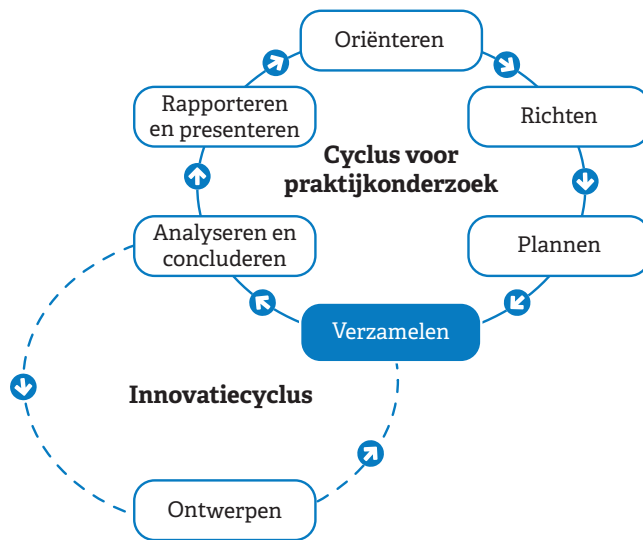 Oriënteren
Rapporteren
en presenteren
Richten
Cyclus voor
praktijkonderzoek
Analyseren en
concluderen
Plannen
Verzamelen
Innovatiecyclus
Ontwerpen